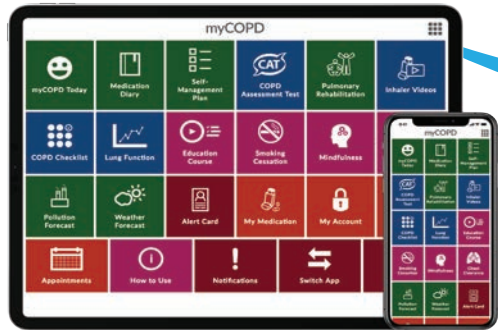 myCOPD
myCOPD Today
Medication
Diary
Self-
Management
Plan
CAT
COPD
Assessment Test
Pulmonary
Rehabilitation
Inhaler Videos
COPD Checklist
Lung Function
Education
Course
Smoking
Cessation
Mindfulness
Pollution
Forecast
Weather
Forecast
Alert Card
My Medication
My Account
Appointments
How to Use
Notifications
Switch App
myCOPD
myCOPD Today
Medication
Diary
Self-
Management
Plan
CAT
COPD
Assessment
Test
Pulmonary
Rehabilitation
Inhaler
Videos
COPD
Checklist
Lung
Function
Education
Course
Smoking
Cessation
Mindfulness
Chest
Clearance
Pollution
Forecast
Weather
Forecast
Alert Card